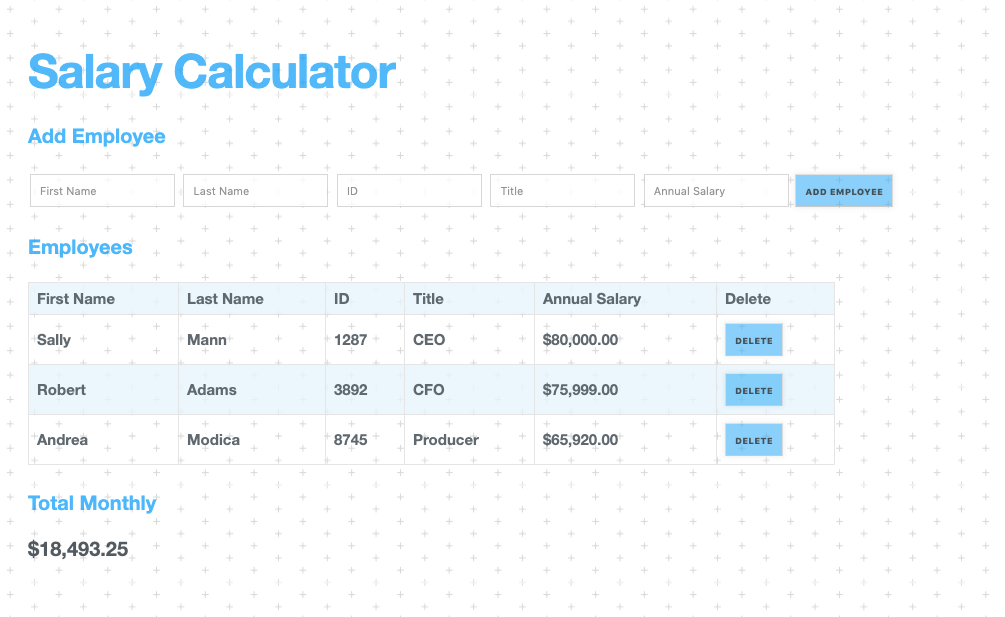 Salary Calculator
Add Employee
First Name Last Name ID Title Annual Salary ADD EMPLOYEE
Employees
First Name Last Name ID Title Annual Salary Delete
Sally Mann 1287 CEO $80,000.00 DELETE
Robert Adams 3892 CFO $75,999.00 DELETE
Andrea Modica 8745 Producer $65,920.00 DELETE
Total Monthly
$18,493.25